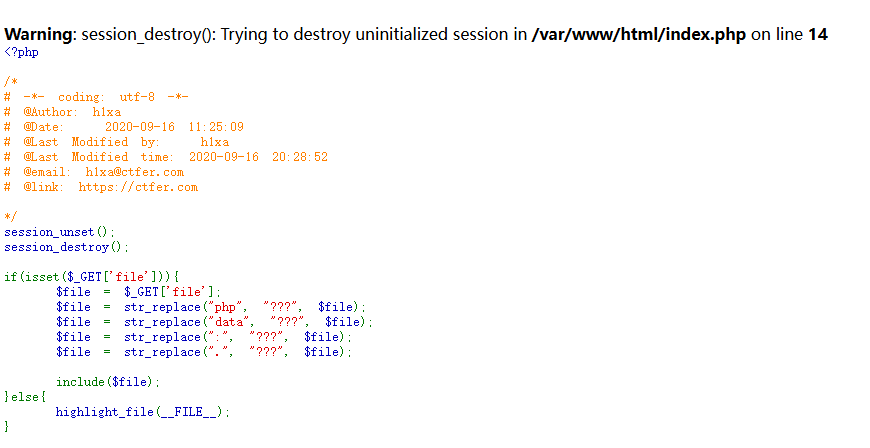 Warning: session_destroy(): Trying to destroy uninitialized session in /var/www/html/index.php on line 14
<?php
/*
# -*- coding: utf-8 -*-
# @Author: h1xa
# @Date: 2020-09-16 11:25:09
# @Last Modified by: h1xa
# @Last Modified time: 2020-09-16 20:28:52
# @email: h1xa@ctfer.com
# @link: https://ctfer.com
*/
session_unset();
session_destroy();
if(isset($_GET['file'])){
$file = $_GET['file'];
$file = str_replace("php", "???", $file);
$file = str_replace("data", "???", $file);
$file = str_replace(":", "???", $file);
$file = str_replace(".", "???", $file);
include($file);
}else{
highlight_file(__FILE__);
}